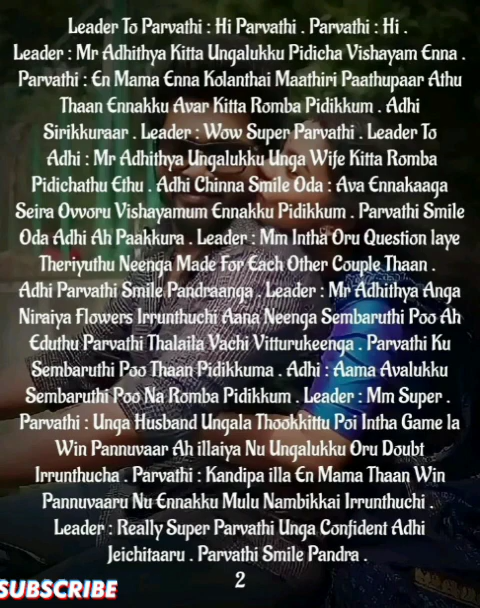 Leader To Parvathi : Hi Parvathi . Parvathi : Hi .
Leader : Mr Adhithya Kitta Ungalukku Pidicha Vishayam Enna .
Parvathi : En Mama Enna Kolanthai Maathiri Paathupaar Athu
Thaan Ennakku Avar Kitta Romba Pidikkum . Adhi
Sirikkuraar . Leader : Wow Super Parvathi . Leader To
Adhi : Mr Adhithya Ungalukku Unga Wife Kitta Romba
Pidichathu Ethu . Adhi Chinna Smile Oda : Ava Ennakaaga
Seira Ovvoru Vishayamum Ennakku Pidikkum . Parvathi Smile
Oda Adhi Ah Paakkura . Leader : Mm Intha Oru Question laye
Theriyuthu Neenga Made For Each Other Couple Thaan .
Adhi Parvathi Smile Pandraanga . Leader : Mr Adhithya Anga
Niraiya Flowers Irrunthuchi Aana Neenga Sembaruthi Poo Ah
Eduthu Parvathi Thalaila Vachi Vitturukeenga . Parvathi Ku
Sembaruthi Poo Thaan Pidikkuma . Adhi : Aama Avalukku
Sembaruthi Poo Na Romba Pidikkum . Leader : Mm Super .
Parvathi : Unga Husband Ungala Thookkittu Poi Intha Game la
Win Pannuvaar Ah illaiya Nu Ungalukku Oru Doubt
Irrunthucha . Parvathi : Kandipa illa En Mama Thaan Win
Pannuvaaru Nu Ennakku Mulu Nambikkai Irrunthuchi .
Leader : Really Super Parvathi Unga Confident Adhi
Jeichitaaru . Parvathi Smile Pandra .
2
SUBSCRIBE